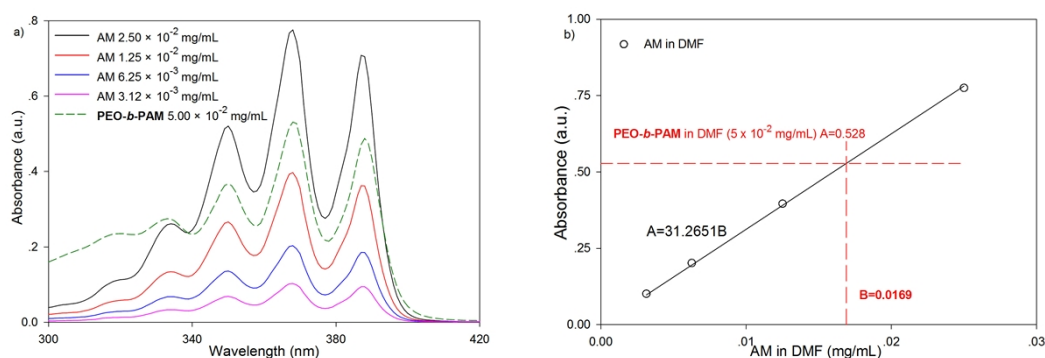 a)
.8
.6
.4
.2
0
AM 2.50 × 10⁻² mg/mL
AM 1.25 × 10⁻² mg/mL
AM 6.25 × 10⁻³ mg/mL
AM 3.12 × 10⁻³ mg/mL
PEO-b-PAM 5.00 × 10⁻² mg/mL
Absorbance (a.u.)
300 340 380 420
Wavelength (nm)
b)
1.00
.75
.50
.25
0.00
AM in DMF
PEO-b-PAM in DMF (5 x 10⁻² mg/mL) A=0.528
A=31.2651B
B=0.0169
Absorbance (a.u.)
0.00 .01 .02 .03
AM in DMF (mg/mL)